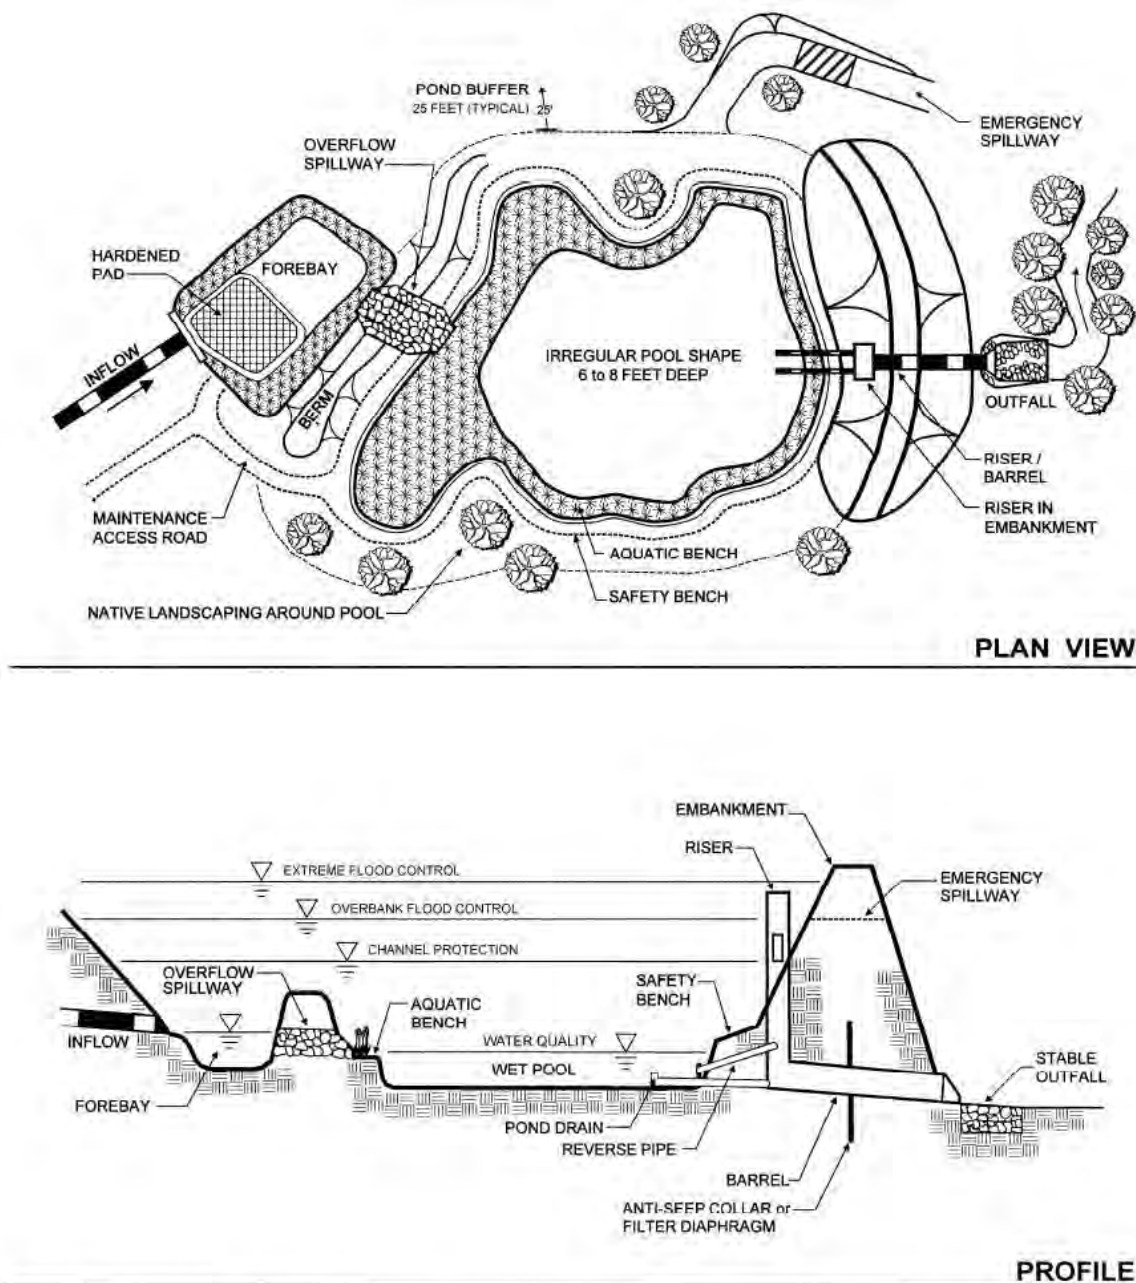 POND BUFFER
25 FEET (TYPICAL)
25'
OVERFLOW
SPILLWAY
EMERGENCY
SPILLWAY
HARDENED
PAD
FOREBAY
INFLOW
IRREGULAR POOL SHAPE
6 to 8 FEET DEEP
BERM
OUTFALL
RISER /
BARREL
RISER IN
EMBANKMENT
MAINTENANCE
ACCESS ROAD
AQUATIC BENCH
SAFETY BENCH
NATIVE LANDSCAPING AROUND POOL
PLAN VIEW
EMBANKMENT
RISER
EXTREME FLOOD CONTROL
EMERGENCY
SPILLWAY
OVERBANK FLOOD CONTROL
CHANNEL PROTECTION
OVERFLOW
SPILLWAY
SAFETY
BENCH
AQUATIC
BENCH
INFLOW
WATER QUALITY
WET POOL
STABLE
OUTFALL
FOREBAY
POND DRAIN
REVERSE PIPE
BARREL
ANTI-SEEP COLLAR or
FILTER DIAPHRAGM
PROFILE